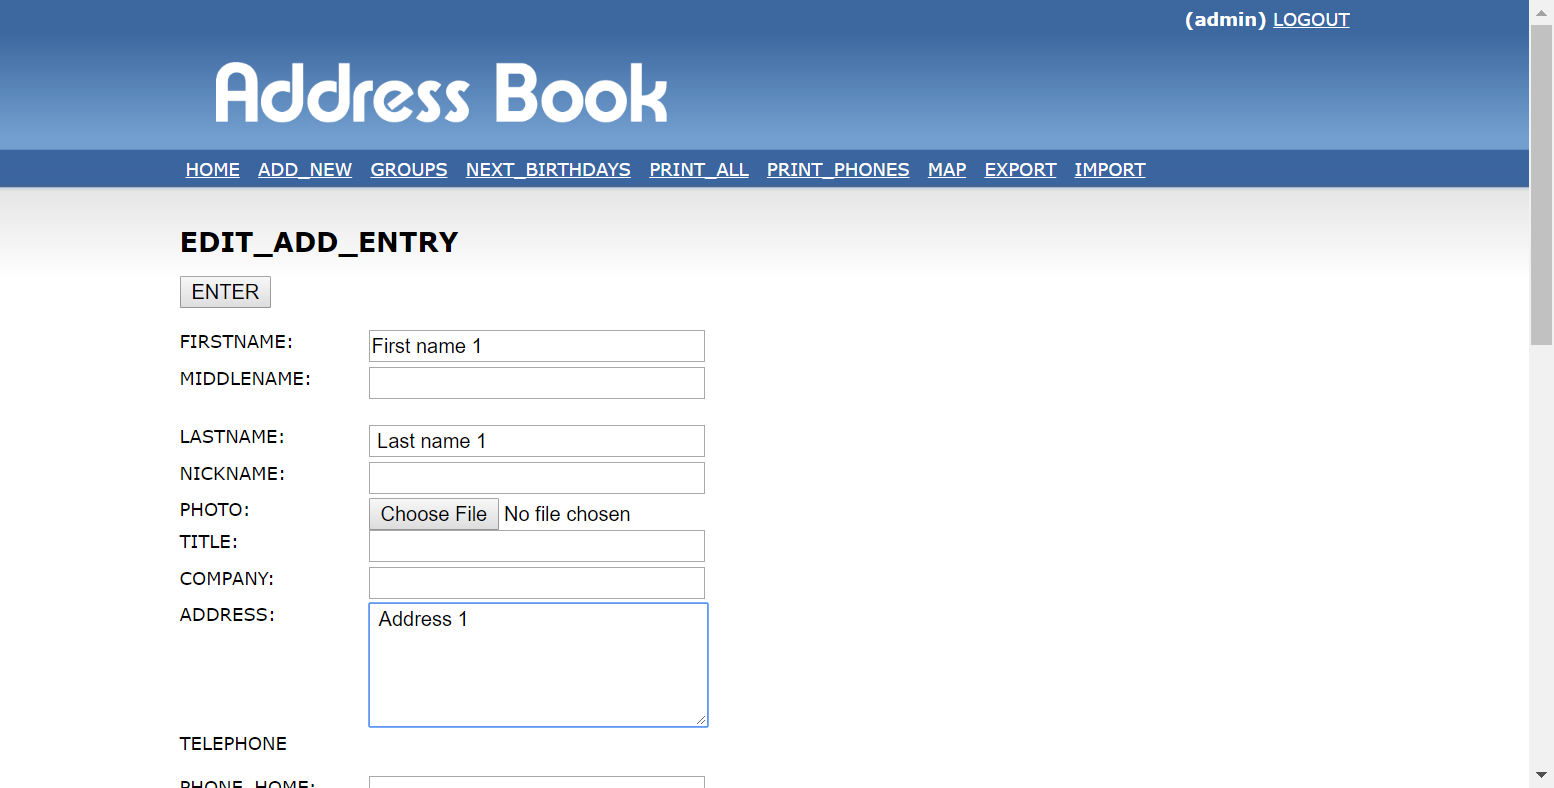 (admin) LOGOUT
Address Book
HOME ADD_NEW GROUPS NEXT_BIRTHDAYS PRINT_ALL PRINT_PHONES MAP EXPORT IMPORT
EDIT_ADD_ENTRY
ENTER
FIRSTNAME: First name 1
MIDDLENAME:
LASTNAME: Last name 1
NICKNAME:
PHOTO: Choose File No file chosen
TITLE:
COMPANY:
ADDRESS: Address 1
TELEPHONE
PHONE_HOME: